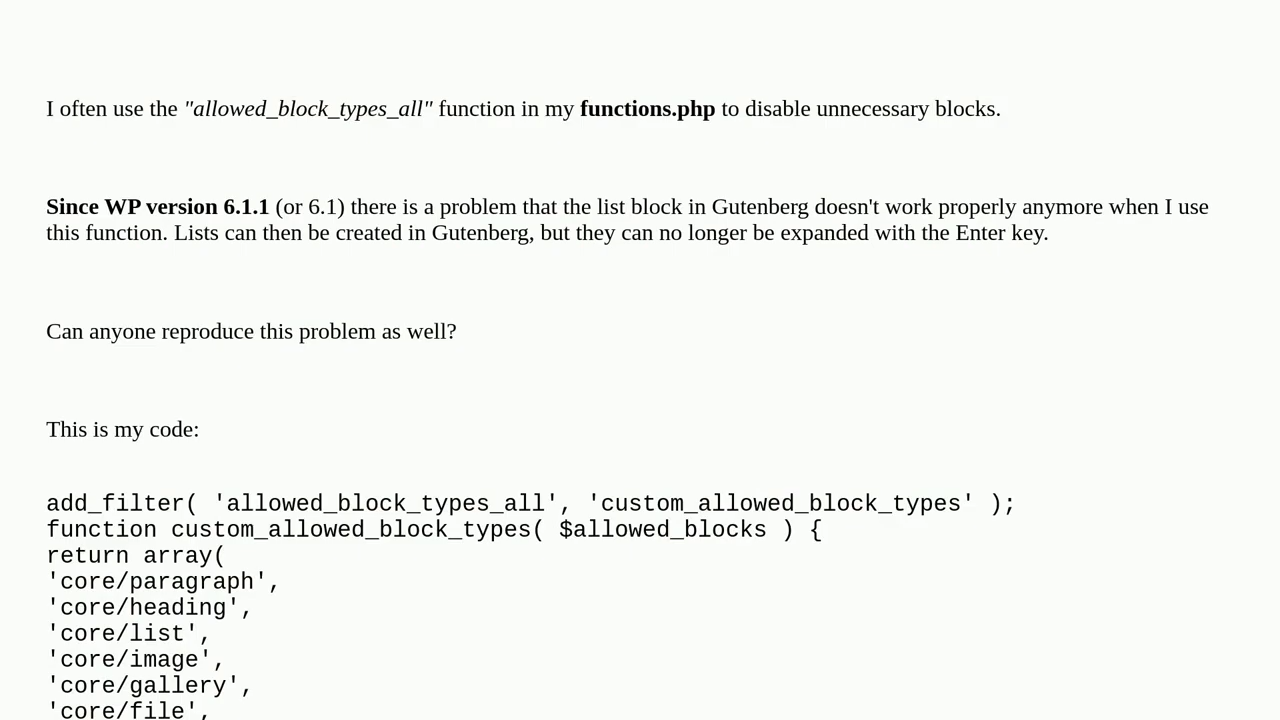 I often use the "allowed_block_types_all" function in my functions.php to disable unnecessary blocks.
Since WP version 6.1.1 (or 6.1) there is a problem that the list block in Gutenberg doesn't work properly anymore when I use
this function. Lists can then be created in Gutenberg, but they can no longer be expanded with the Enter key.
Can anyone reproduce this problem as well?
This is my code:
add_filter( 'allowed_block_types_all', 'custom_allowed_block_types' );
function custom_allowed_block_types( $allowed_blocks ) {
return array(
'core/paragraph',
'core/heading',
'core/list',
'core/image',
'core/gallery',
'core/file',